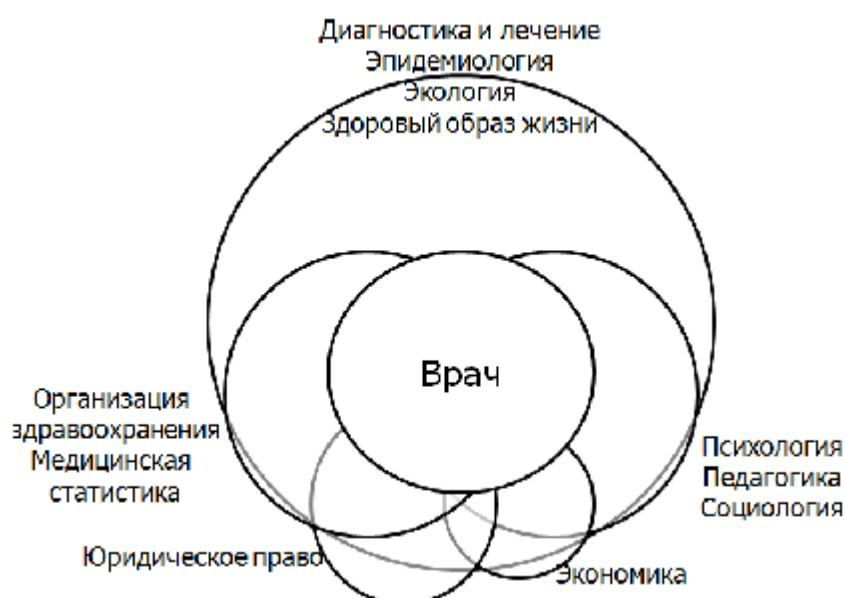 Диагностика и лечение
Эпидемиология
Экология
Здоровый образ жизни
Врач
Организация
здравоохранения
Медицинская
статистика
Психология
Педагогика
Социология
Юридическое право
Экономика